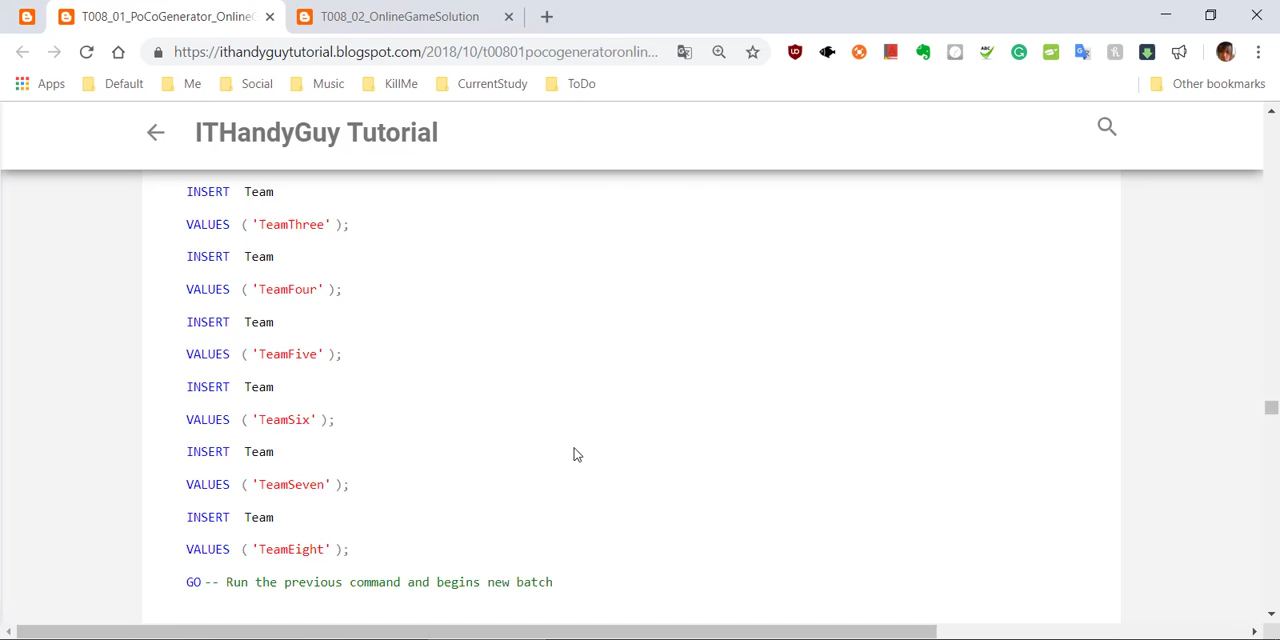 T008_01_PoCoGenerator_OnlineG
T008_02_OnlineGameSolution
https://ithandyguytutorial.blogspot.com/2018/10/t00801pocogeneratoronlin...
Apps
Default
Me
Social
Music
KillMe
CurrentStudy
ToDo
Other bookmarks
ITHandyGuy Tutorial
INSERT Team
VALUES ( 'TeamThree' );
INSERT Team
VALUES ( 'TeamFour' );
INSERT Team
VALUES ( 'TeamFive' );
INSERT Team
VALUES ( 'TeamSix' );
INSERT Team
VALUES ( 'TeamSeven' );
INSERT Team
VALUES ( 'TeamEight' );
GO -- Run the previous command and begins new batch